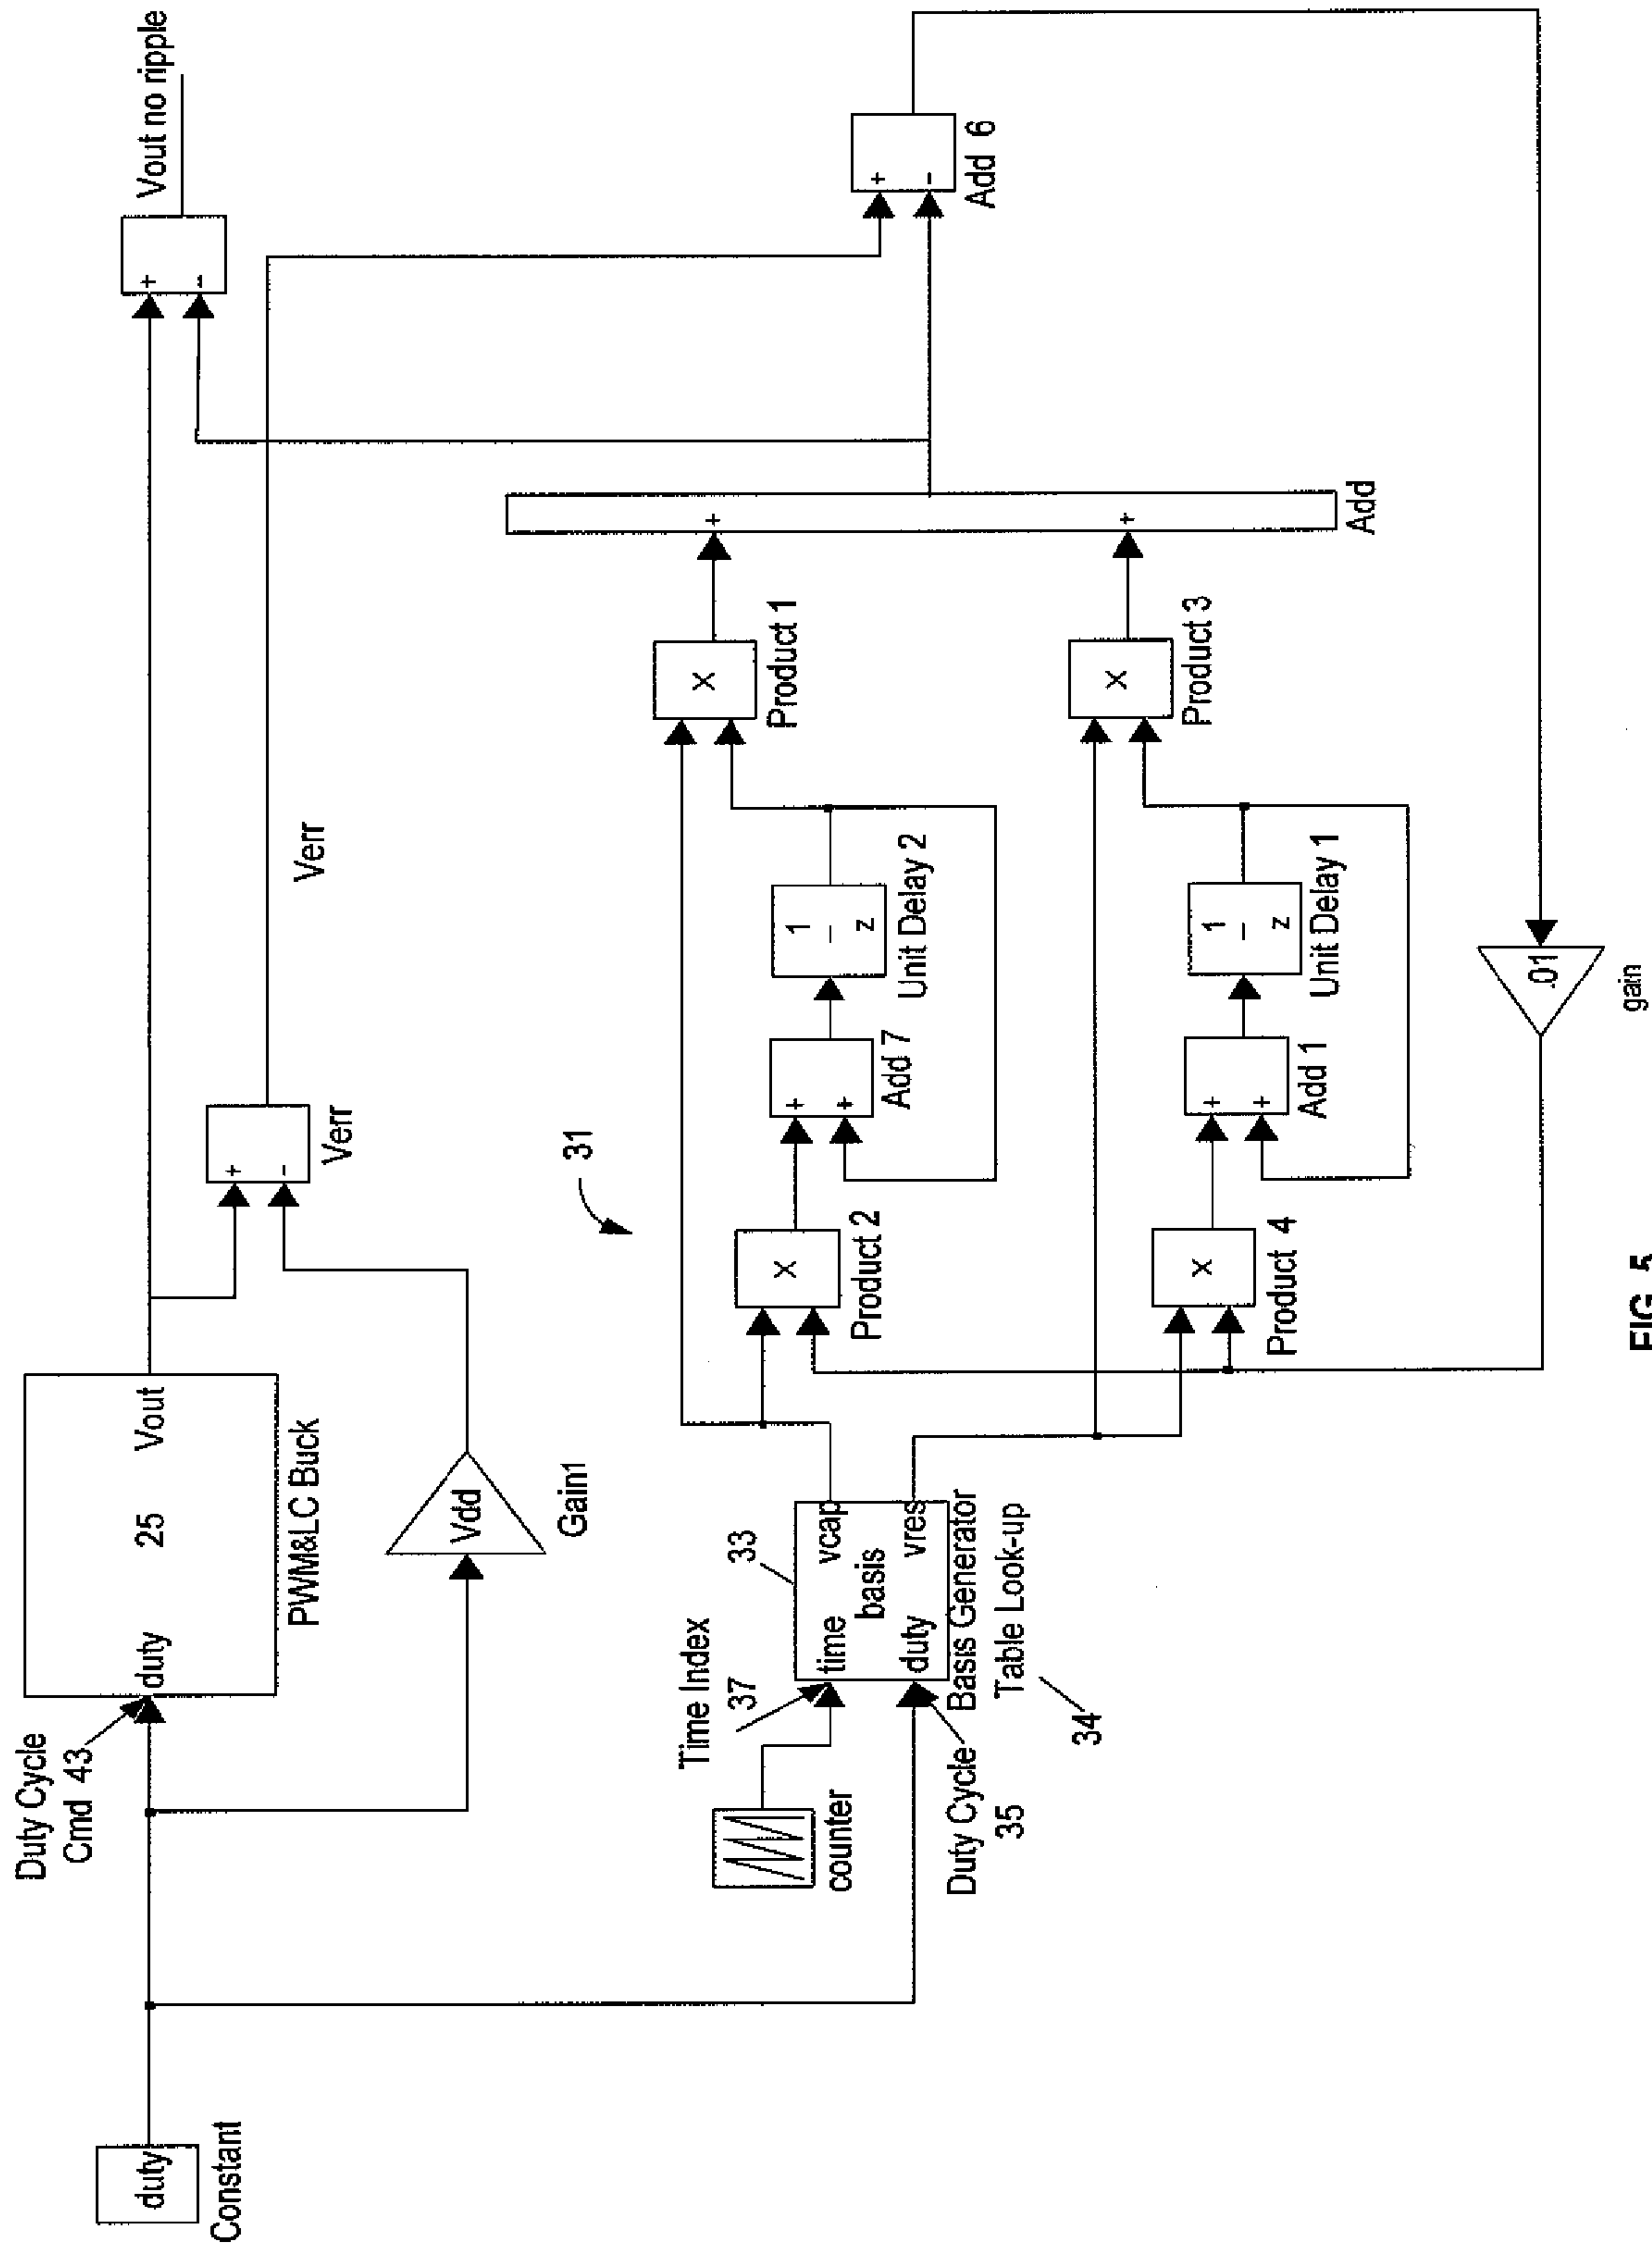 duty
Constant
Duty Cycle
Cmd 43
duty
25
Vout
PWM&LC Buck
Vdd
Gain1
+
-
Verr
Verr
+
--
Vout no ripple
counter
Time Index
37
33
time
vcap
basis
duty
vres
Duty Cycle
35
Basis Generator
Table Look-up
34
31
X
Product 2
+
+
Add 7
1
–
z
Unit Delay 2
X
Product 1
X
Product 4
+
+
Add 1
1
–
z
Unit Delay 1
X
Product 3
+
+
Add
+
-
Add 6
.01
gain
FIG. 5